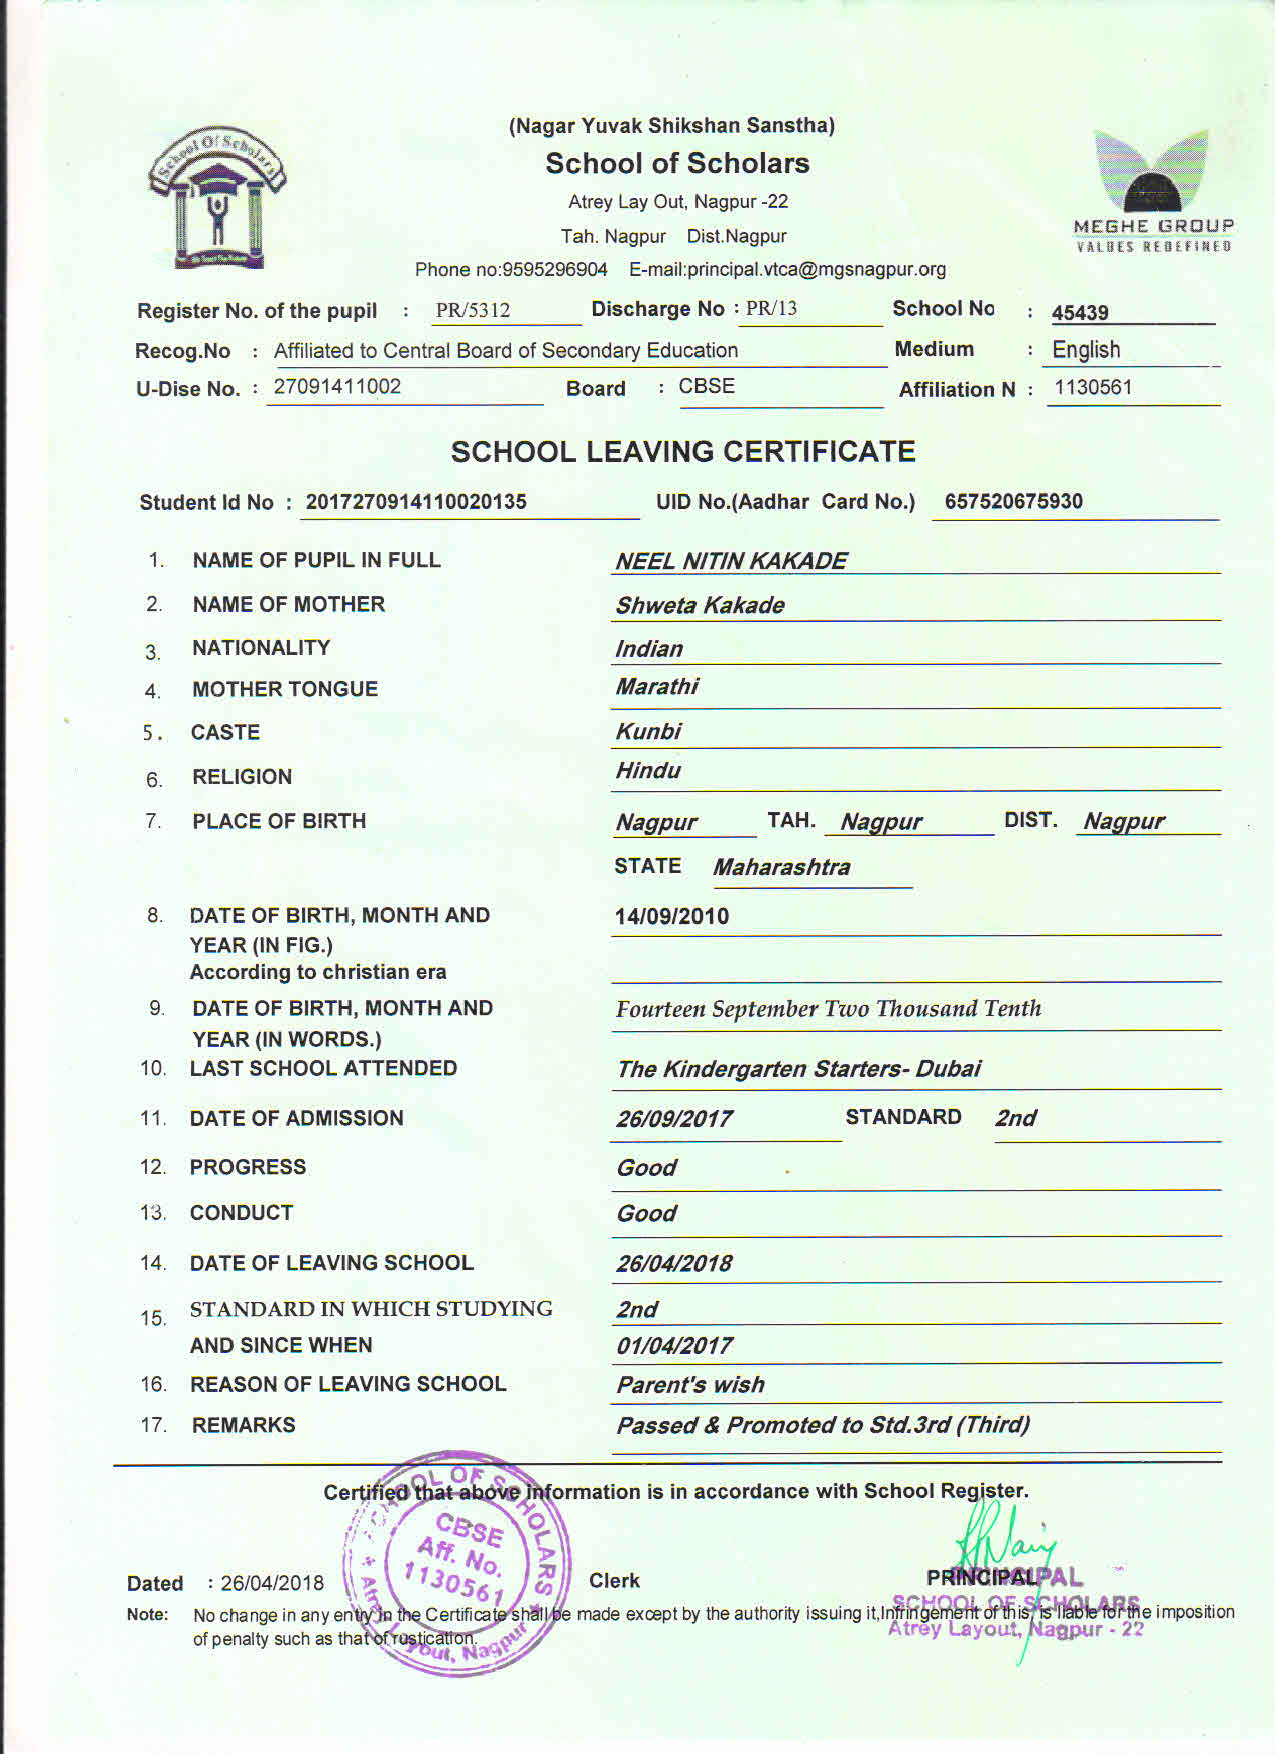 (Nagar Yuvak Shikshan Sanstha)
School Of Scholars
School of Scholars
Atrey Lay Out, Nagpur -22
MEGHE GROUP
VALUES REDEFINED
Tah. Nagpur Dist.Nagpur
Phone no:9595296904 E-mail:principal.vtca@mgsnagpur.org
Register No. of the pupil : PR/5312 Discharge No : PR/13 School No : 45439
Recog.No : Affiliated to Central Board of Secondary Education Medium : English
U-Dise No. : 27091411002 Board : CBSE Affiliation N : 1130561
SCHOOL LEAVING CERTIFICATE
Student Id No : 2017270914110020135 UID No.(Aadhar Card No.) 657520675930
1. NAME OF PUPIL IN FULL NEEL NITIN KAKADE
2. NAME OF MOTHER Shweta Kakade
3. NATIONALITY Indian
4. MOTHER TONGUE Marathi
5. CASTE Kunbi
6. RELIGION Hindu
7. PLACE OF BIRTH Nagpur TAH. Nagpur DIST. Nagpur
STATE Maharashtra
8. DATE OF BIRTH, MONTH AND 14/09/2010
YEAR (IN FIG.)
According to christian era
9. DATE OF BIRTH, MONTH AND Fourteen September Two Thousand Tenth
YEAR (IN WORDS.)
10. LAST SCHOOL ATTENDED The Kindergarten Starters- Dubai
11. DATE OF ADMISSION 26/09/2017 STANDARD 2nd
12. PROGRESS Good
13. CONDUCT Good
14. DATE OF LEAVING SCHOOL 26/04/2018
15. STANDARD IN WHICH STUDYING 2nd
AND SINCE WHEN 01/04/2017
16. REASON OF LEAVING SCHOOL Parent's wish
17. REMARKS Passed & Promoted to Std.3rd (Third)
Certified that above information is in accordance with School Register.
SCHOOL OF SCHOLARS
CBSE
Aff. No.
1130561
Atrey Layout, Nagpur
Dated : 26/04/2018 Clerk PRINCIPAL
PRINCIPAL
SCHOOL OF SCHOLARS
Atrey Layout, Nagpur - 22
Note: No change in any entry in the Certificate shall be made except by the authority issuing it,Infringement of this, is liable for the imposition
of penalty such as that of rustication.